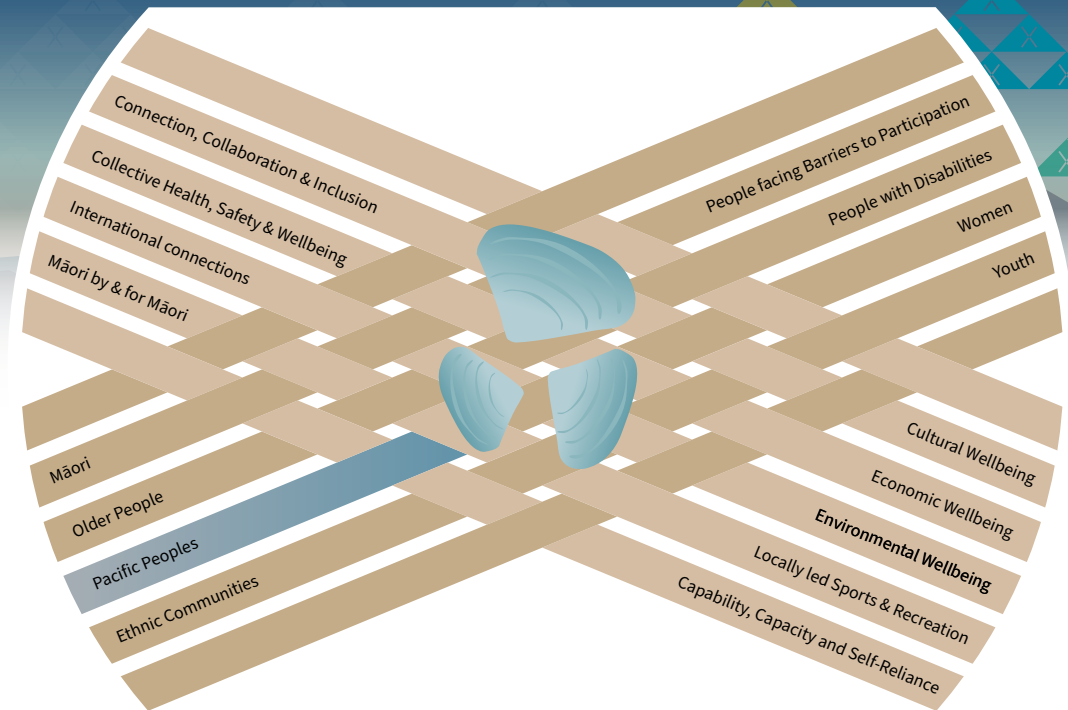 Connection, Collaboration & Inclusion
Collective Health, Safety & Wellbeing
International connections
Māori by & for Māori
People facing Barriers to Participation
People with Disabilities
Women
Youth
Māori
Older People
Pacific Peoples
Ethnic Communities
Cultural Wellbeing
Economic Wellbeing
Environmental Wellbeing
Locally led Sports & Recreation
Capability, Capacity and Self-Reliance